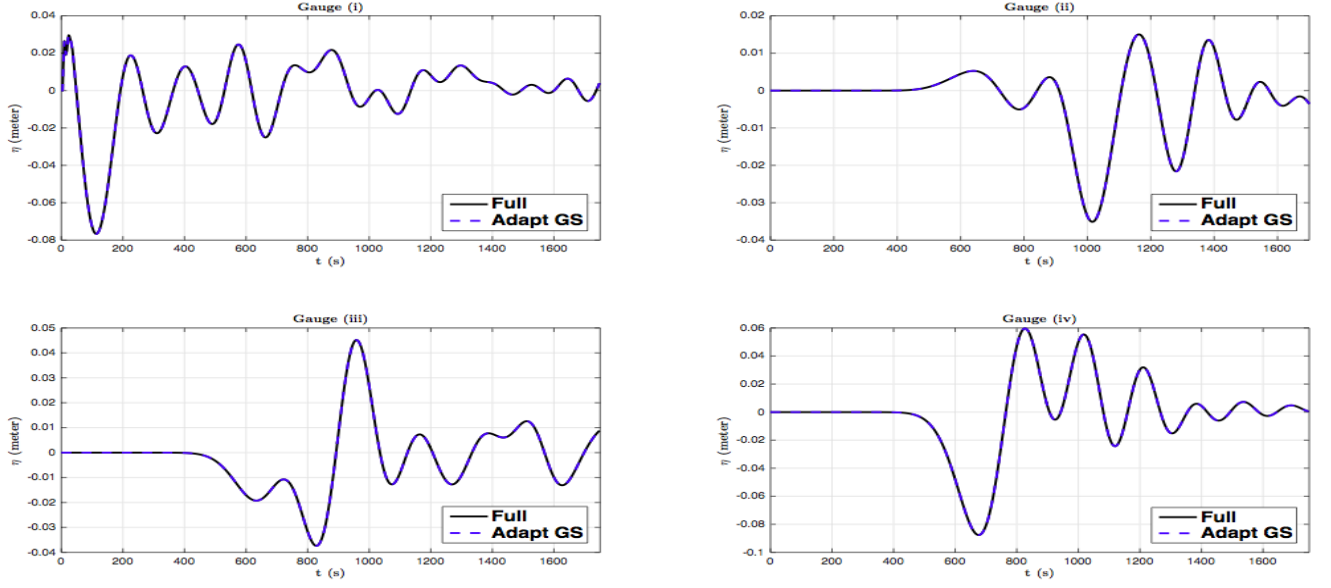 Gauge (i)
0.04
0.02
0
-0.02
-0.04
-0.06
-0.08
η (meter)
0 200 400 600 800 1000 1200 1400 1600
t (s)
Full
Adapt GS
Gauge (ii)
0.02
0.01
0
-0.01
-0.02
-0.03
-0.04
η (meter)
0 200 400 600 800 1000 1200 1400 1600
t (s)
Full
Adapt GS
Gauge (iii)
0.05
0.04
0.03
0.02
0.01
0
-0.01
-0.02
-0.03
-0.04
η (meter)
0 200 400 600 800 1000 1200 1400 1600
t (s)
Full
Adapt GS
Gauge (iv)
0.06
0.04
0.02
0
-0.02
-0.04
-0.06
-0.08
-0.1
η (meter)
0 200 400 600 800 1000 1200 1400 1600
t (s)
Full
Adapt GS